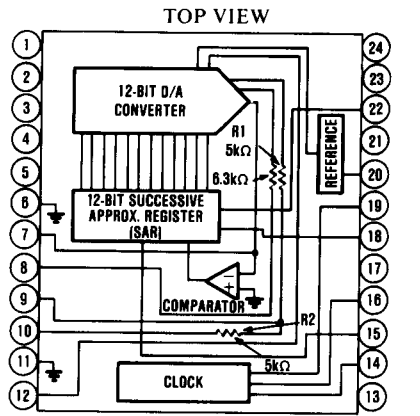 TOP VIEW
1
2
3
4
5
6
7
8
9
10
11
12
24
23
22
21
20
19
18
17
16
15
14
13
12-BIT D/A
CONVERTER
R1
5kΩ
6.3kΩ
REFERENCE
12-BIT SUCCESSIVE
APPROX. REGISTER
(SAR)
−
+
COMPARATOR
R2
5kΩ
CLOCK